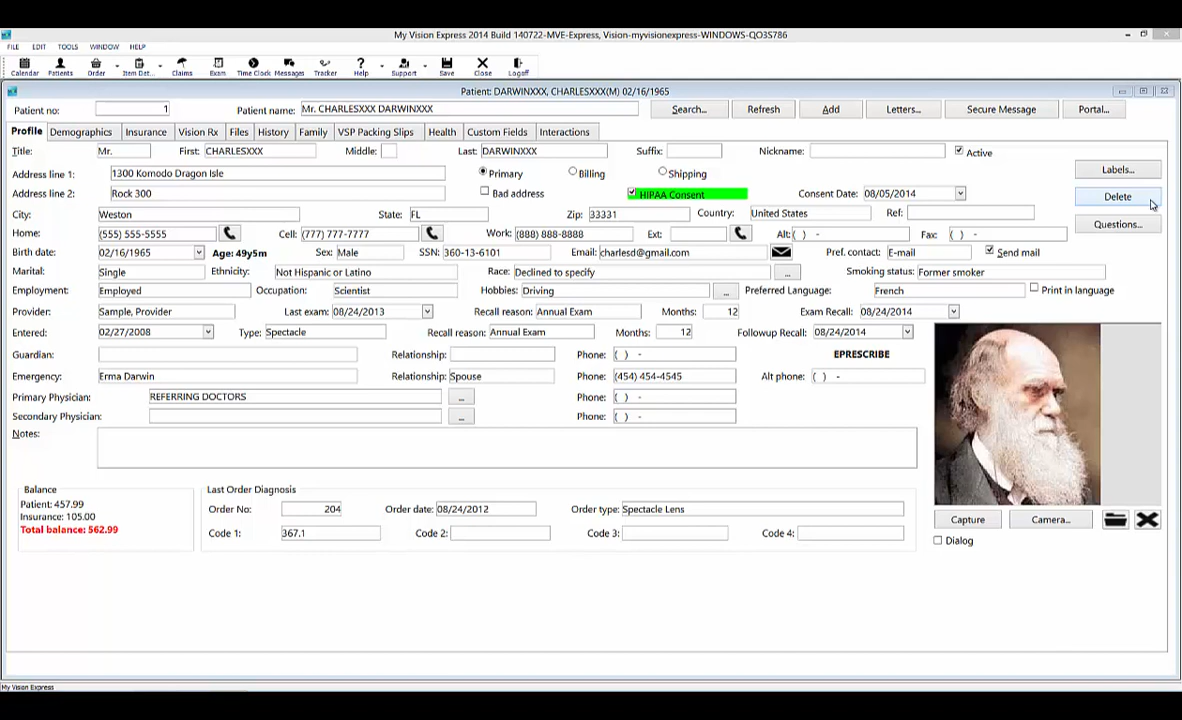 My Vision Express 2014 Build 140722-MVE-Express, Vision-myvisionexpress-WINDOWS-QO3S786
FILE EDIT TOOLS WINDOW HELP
Calendar Patients Order Item Det... Claims Exam Time Clock Messages Tracker Help Support Save Close Logoff
Patient: DARWINXXX, CHARLESXXX(M) 02/16/1965
Patient no: 1 Patient name: Mr. CHARLESXXX DARWINXXX Search... Refresh Add Letters... Secure Message Portal...
Profile Demographics Insurance Vision Rx Files History Family VSP Packing Slips Health Custom Fields Interactions
Title: Mr. First: CHARLESXXX Middle: Last: DARWINXXX Suffix: Nickname: Active
Address line 1: 1300 Komodo Dragon Isle Primary Billing Shipping Labels...
Address line 2: Rock 300 Bad address HIPAA Consent Consent Date: 08/05/2014 Delete
City: Weston State: FL Zip: 33331 Country: United States Ref:
Home: (555) 555-5555 Cell: (777) 777-7777 Work: (888) 888-8888 Ext: Alt: ( ) - Fax: ( ) - Questions...
Birth date: 02/16/1965 Age: 49y5m Sex: Male SSN: 360-13-6101 Email: charlesd@gmail.com Pref. contact: E-mail Send mail
Marital: Single Ethnicity: Not Hispanic or Latino Race: Declined to specify ... Smoking status: Former smoker
Employment: Employed Occupation: Scientist Hobbies: Driving ... Preferred Language: French Print in language
Provider: Sample, Provider Last exam: 08/24/2013 Recall reason: Annual Exam Months: 12 Exam Recall: 08/24/2014
Entered: 02/27/2008 Type: Spectacle Recall reason: Annual Exam Months: 12 Followup Recall: 08/24/2014
Guardian: Relationship: Phone: ( ) - EPRESCRIBE
Emergency: Erma Darwin Relationship: Spouse Phone: (454) 454-4545 Alt phone: ( ) -
Primary Physician: REFERRING DOCTORS ... Phone: ( ) -
Secondary Physician: ... Phone: ( ) -
Notes:
Balance Last Order Diagnosis
Patient: 457.99
Order No: 204 Order date: 08/24/2012 Order type: Spectacle Lens
Insurance: 105.00
Total balance: 562.99
Code 1: 367.1 Code 2: Code 3: Code 4:
Capture Camera...
Dialog
My Vision Express